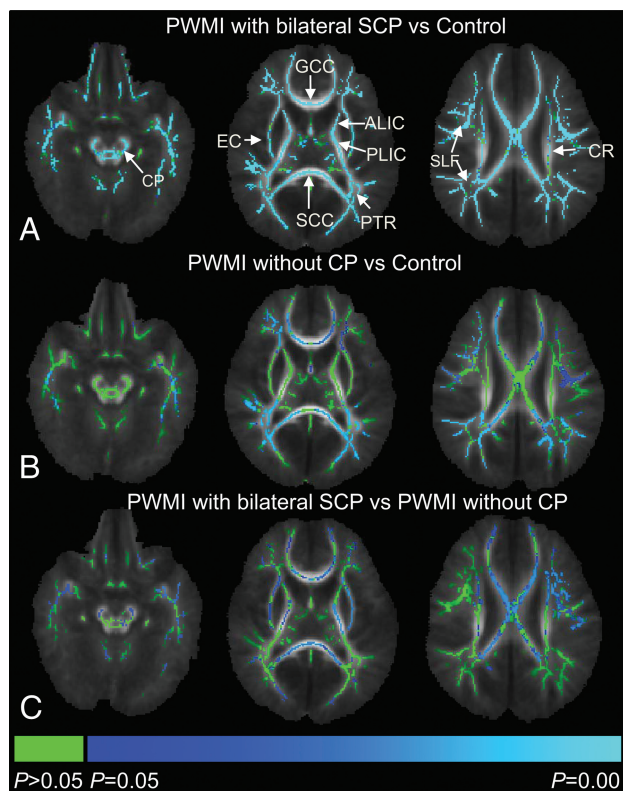 PWMI with bilateral SCP vs Control
GCC
ALIC
EC
PLIC
CP
SCC
PTR
SLF
CR
A
PWMI without CP vs Control
B
PWMI with bilateral SCP vs PWMI without CP
C
P>0.05 P=0.05 P=0.00